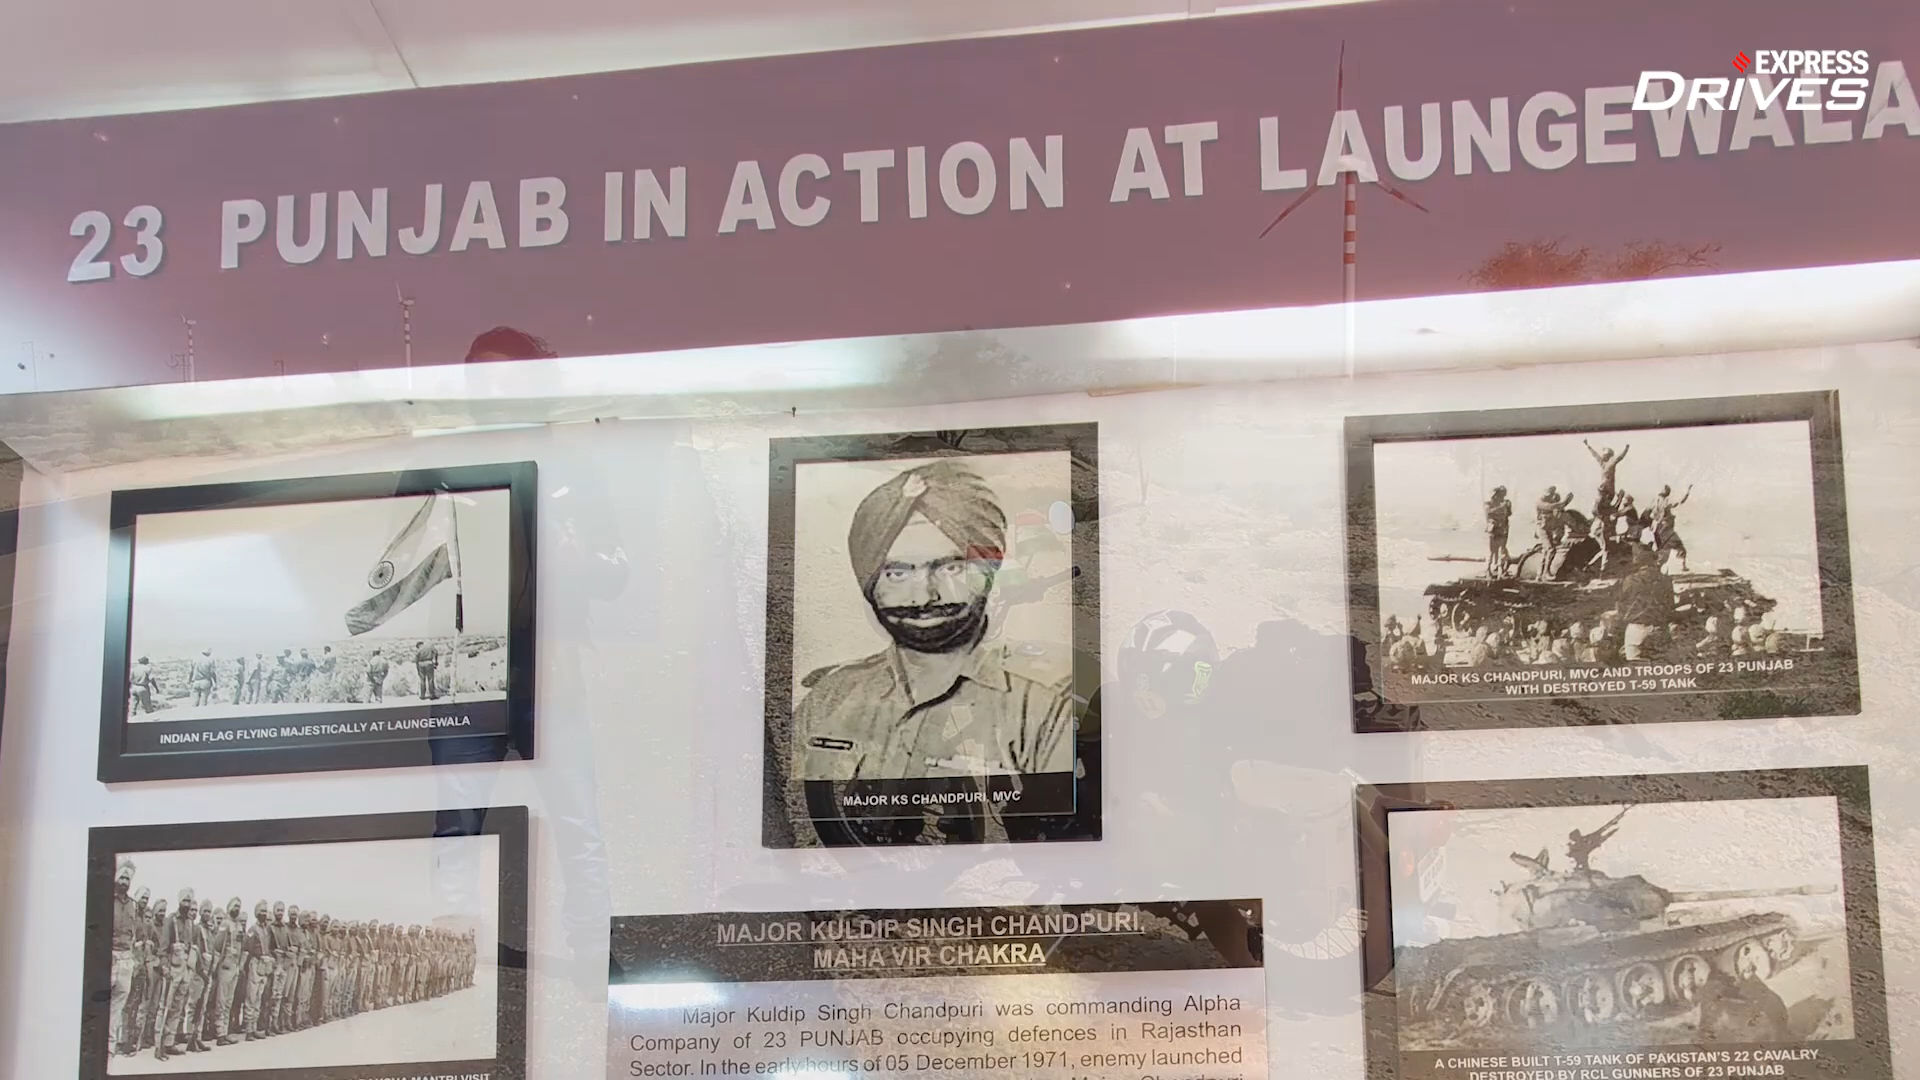 EXPRESS
DRIVES
23 PUNJAB IN ACTION AT LAUNGEWALA
INDIAN FLAG FLYING MAJESTICALLY AT LAUNGEWALA
MAJOR KS CHANDPURI, MVC
MAJOR KS CHANDPURI, MVC AND TROOPS OF 23 PUNJAB
WITH DESTROYED T-59 TANK
MANTRI VISIT
MAJOR KULDIP SINGH CHANDPURI,
MAHA VIR CHAKRA
Major Kuldip Singh Chandpuri was commanding Alpha
Company of 23 PUNJAB occupying defences in Rajasthan
Sector. In the early hours of 05 December 1971, enemy launched
A CHINESE BUILT T-59 TANK OF PAKISTAN'S 22 CAVALRY
DESTROYED BY RCL GUNNERS OF 23 PUNJAB